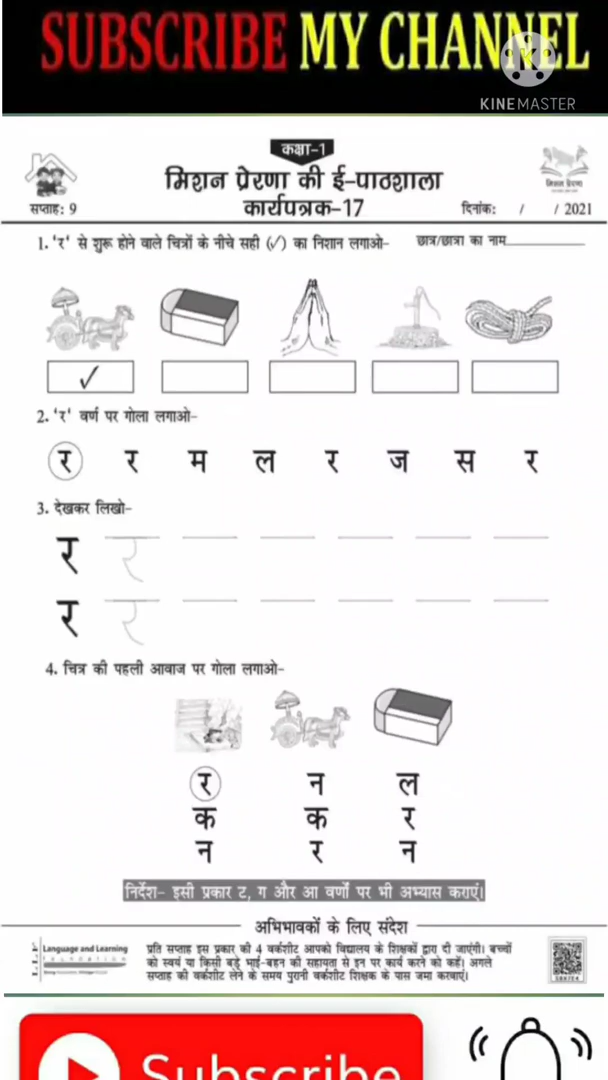 SUBSCRIBE MY CHANNEL
KINEMASTER
कक्षा-1
मिशन प्रेरणा की ई-पाठशाला
मिशन प्रेरणा
सप्ताह: 9
कार्यपत्रक-17
दिनांक: / / 2021
1. 'र' से शुरू होने वाले चित्रों के नीचे सही (✓) का निशान लगाओ- छात्र/छात्रा का नाम
✓
2. 'र' वर्ण पर गोला लगाओ-
र र म ल र ज स र
3. देखकर लिखो-
र र
र र
4. चित्र की पहली आवाज पर गोला लगाओ-
र न ल
क क र
न र न
निर्देश- इसी प्रकार ट, ग और आ वर्णों पर भी अभ्यास कराएं।
अभिभावकों के लिए संदेश
LLF Language and Learning
FOUNDATION
प्रति सप्ताह इस प्रकार की 4 वर्कशीट आपको विद्यालय के शिक्षकों द्वारा दी जाएंगी। बच्चों
को स्वयं या किसी बड़े भाई-बहन की सहायता से इन पर कार्य करने को कहें। अगले
सप्ताह की वर्कशीट लेने के समय पुरानी वर्कशीट शिक्षक के पास जमा करवाएं।
Subscribe